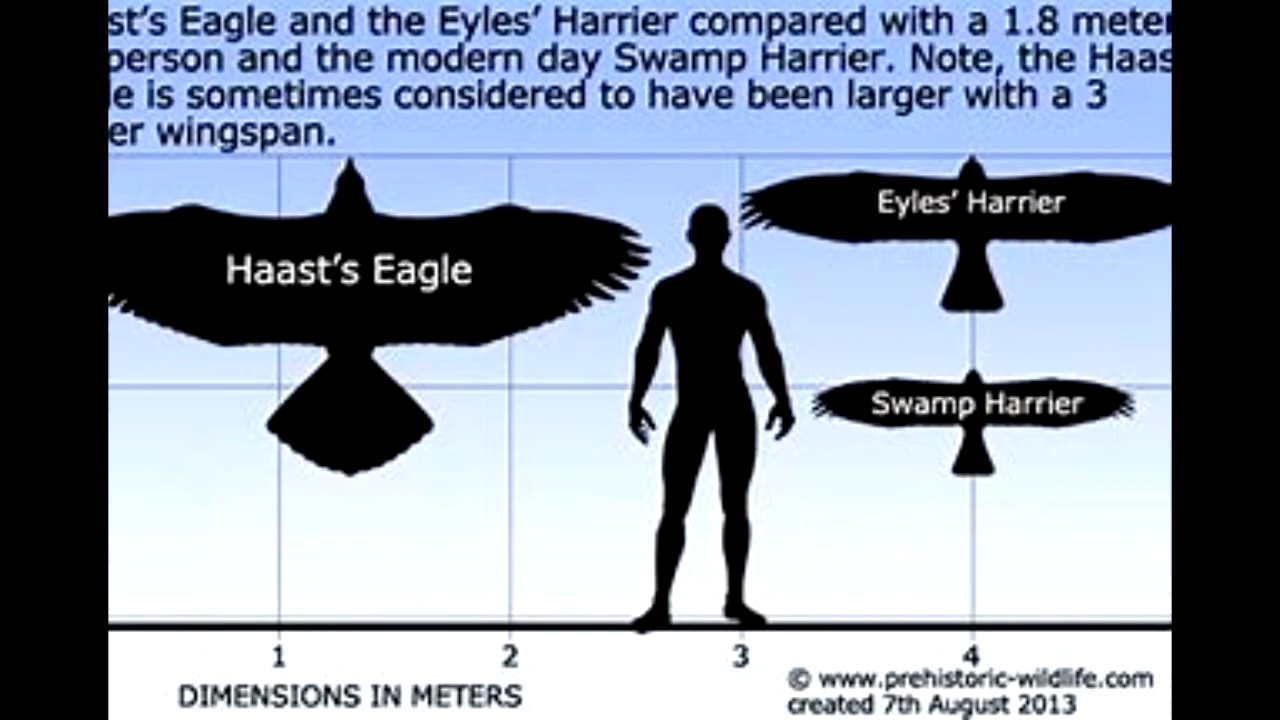 st’s Eagle and the Eyles’ Harrier compared with a 1.8 meter
person and the modern day Swamp Harrier. Note, the Haas
le is sometimes considered to have been larger with a 3
er wingspan.
Eyles’ Harrier
Haast’s Eagle
Swamp Harrier
1 2 3 4
DIMENSIONS IN METERS
© www.prehistoric-wildlife.com
created 7th August 2013